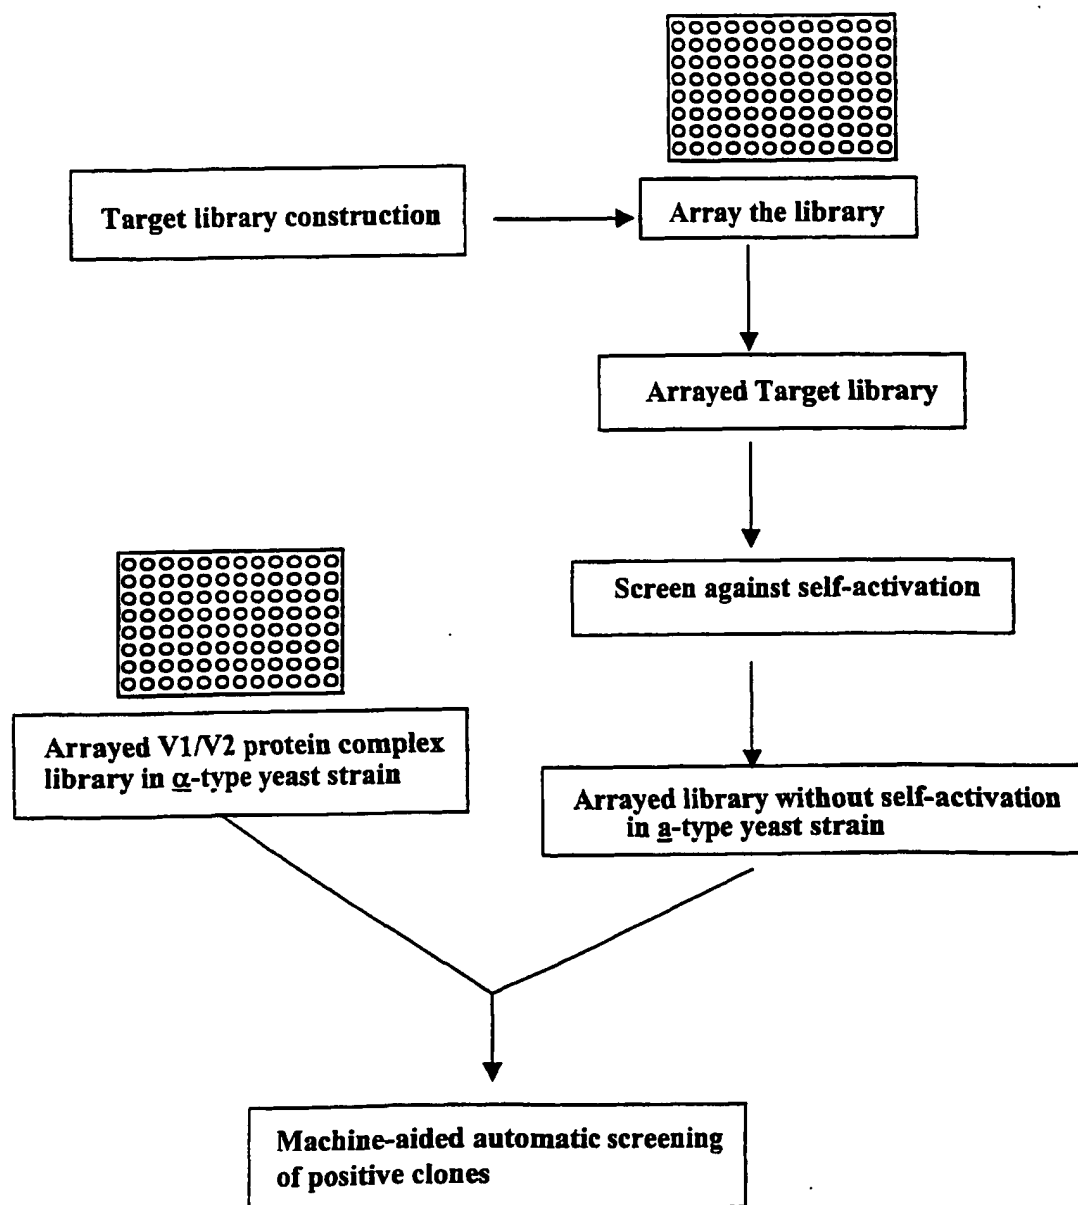 Target library construction
Array the library
Arrayed Target library
Screen against self-activation
Arrayed V1/V2 protein complex
library in α-type yeast strain
Arrayed library without self-activation
in a-type yeast strain
Machine-aided automatic screening
of positive clones